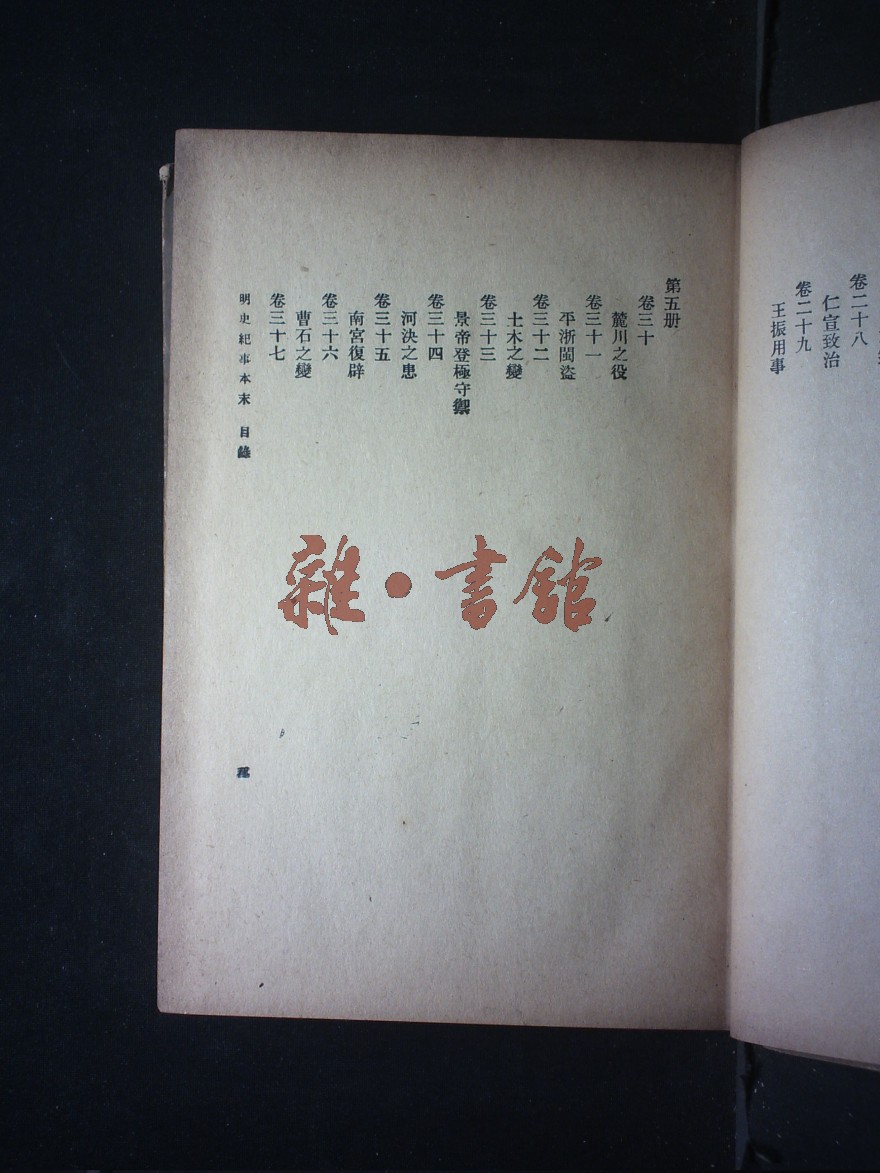 卷二十八
仁宣致治
卷二十九
王振用事
第五册
卷三十
麓川之役
卷三十一
平浙閩盜
卷三十二
土木之變
卷三十三
景帝登極守禦
卷三十四
河決之患
卷三十五
南宮復辟
卷三十六
曹石之變
卷三十七
明史紀事本末 目錄
雜·書館